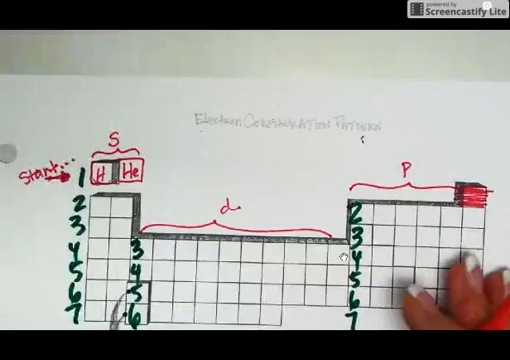 powered by
Screencastify Lite
Electron Configuration Pattern
S
P
Start...
1
H
He
2
2
d
3
3
3
4
4
4
5
5
5
6
6
6
7
7